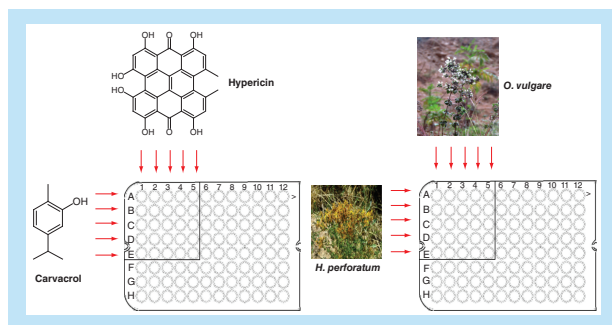 OH
O
OH
HO
HO
OH
O
OH
Hypericin
O. vulgare
OH
Carvacrol
1 2 3 4 5 6 7 8 9 10 11 12
A
B
C
D
E
F
G
H
>
H. perforatum
1 2 3 4 5 6 7 8 9 10 11 12
A
B
C
D
E
F
G
H
>